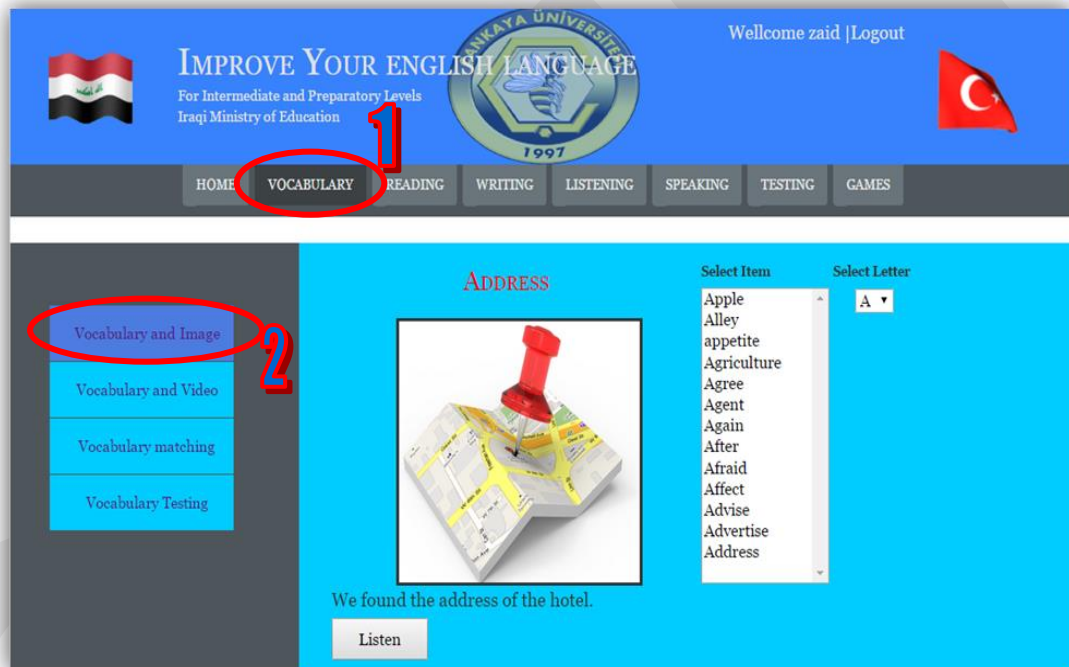 Wellcome zaid |Logout
IMPROVE YOUR ENGLISH LANGUAGE
For Intermediate and Preparatory Levels
Iraqi Ministry of Education
ANKAYA ÜNİVERSİTE
1997
1
HOME VOCABULARY READING WRITING LISTENING SPEAKING TESTING GAMES
ADDRESS
Select Item Select Letter
A
Apple
Alley
appetite
Agriculture
Agree
Agent
Again
After
Afraid
Affect
Advise
Advertise
Address
Vocabulary and Image
2
Vocabulary and Video
Vocabulary matching
Vocabulary Testing
We found the address of the hotel.
Listen